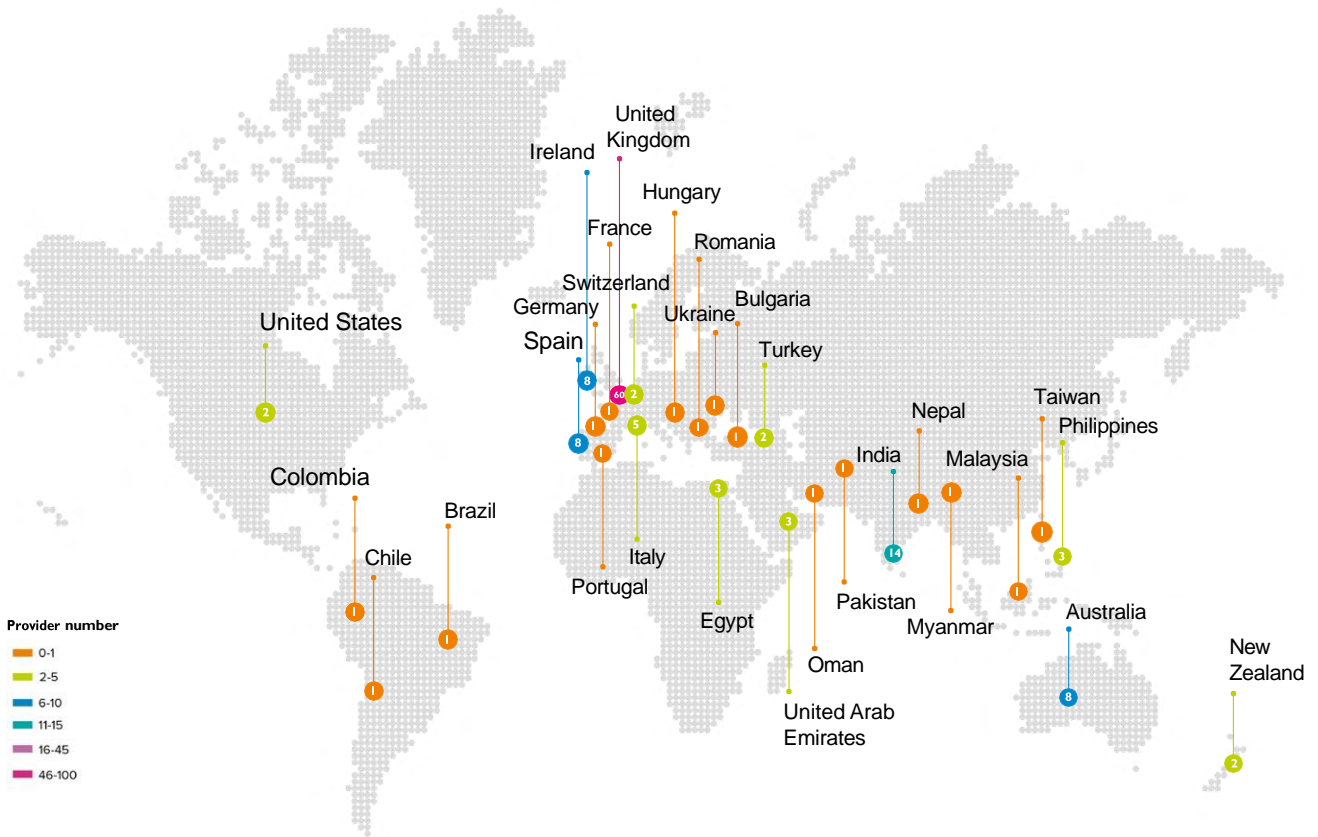 United
Kingdom
Ireland
Hungary
France
Romania
Switzerland
Germany
Bulgaria
Ukraine
United States
Spain
Turkey
8
60
2
1
1
2
1
1
5
1
1
1
2
8
1
Taiwan
Nepal
Philippines
India
Malaysia
Colombia
Brazil
1
3
1
1
1
3
1
14
3
Chile
Italy
Portugal
1
Pakistan
1
Egypt
Myanmar
Australia
1
Oman
Provider number
0-1
2-5
6-10
11-15
16-45
46-100
1
8
United Arab
Emirates
New
Zealand
2